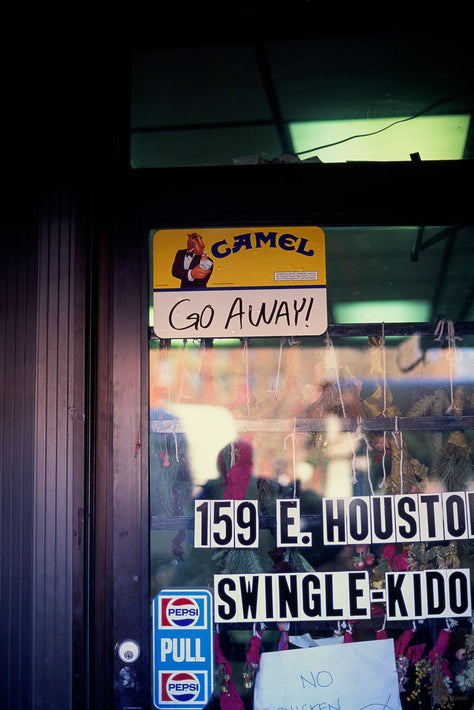 CAMEL
GO AWAY!
159 E. HOUSTO
SWINGLE-KIDO
PEPSI
PULL
PEPSI
NO